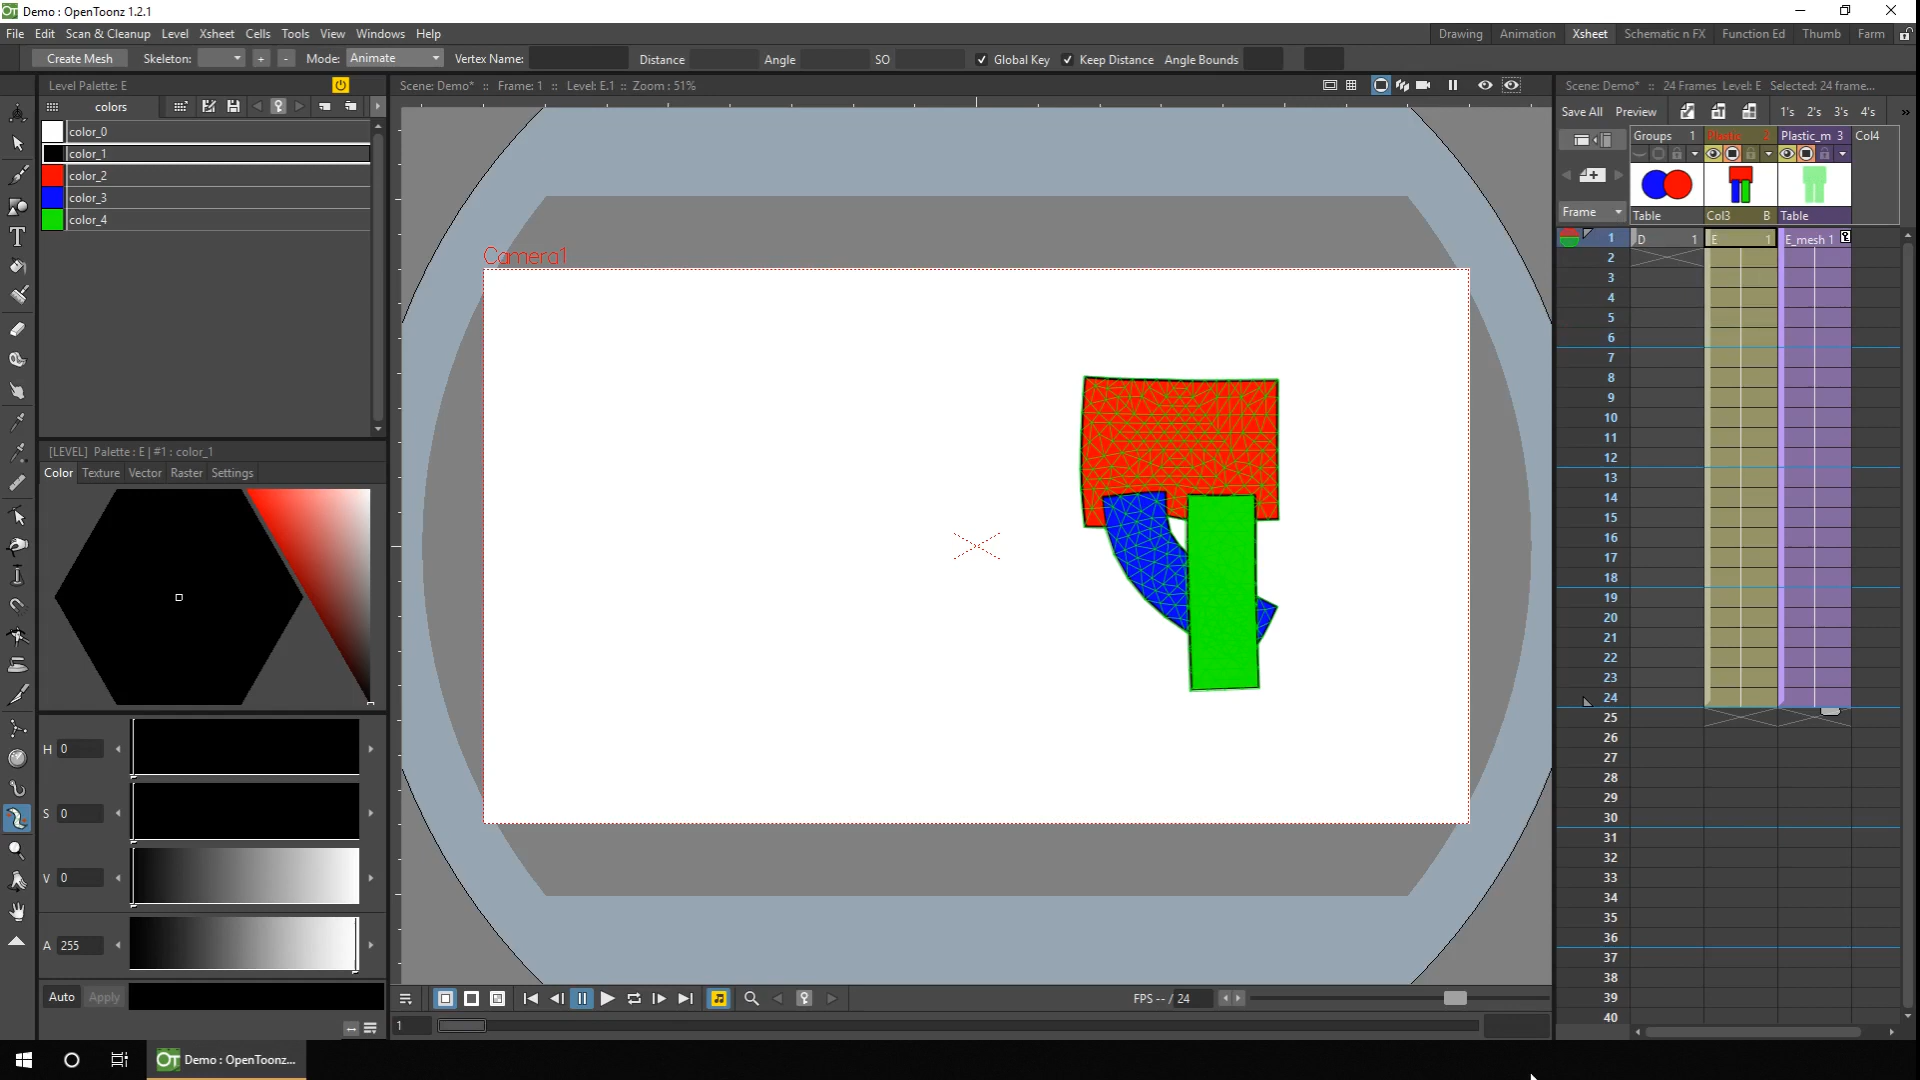 Demo : OpenToonz 1.2.1
File Edit Scan & Cleanup Level Xsheet Cells Tools View Windows Help
Drawing Animation Xsheet Schematic n FX Function Ed Thumb Farm
Create Mesh Skeleton: + - Mode: Animate Vertex Name: Distance Angle SO Global Key Keep Distance Angle Bounds
Level Palette: E
Scene: Demo* :: Frame: 1 :: Level: E.1 :: Zoom : 51%
Scene: Demo* :: 24 Frames Level: E Selected: 24 frame...
colors
Save All Preview 1's 2's 3's 4's »
color_0
color_1
color_2
color_3
color_4
Groups 1 Plastic 2 Plastic_m 3 Col4
Frame Table Col3 B Table
D 1 E 1 E_mesh 1
Camera1
[LEVEL] Palette : E | #1 : color_1
Color Texture Vector Raster Settings
H 0
S 0
V 0
A 255
Auto Apply
1
2
3
4
5
6
7
8
9
10
11
12
13
14
15
16
17
18
19
20
21
22
23
24
25
26
27
28
29
30
31
32
33
34
35
36
37
38
39
40
FPS -- / 24
1
Demo : OpenToonz...